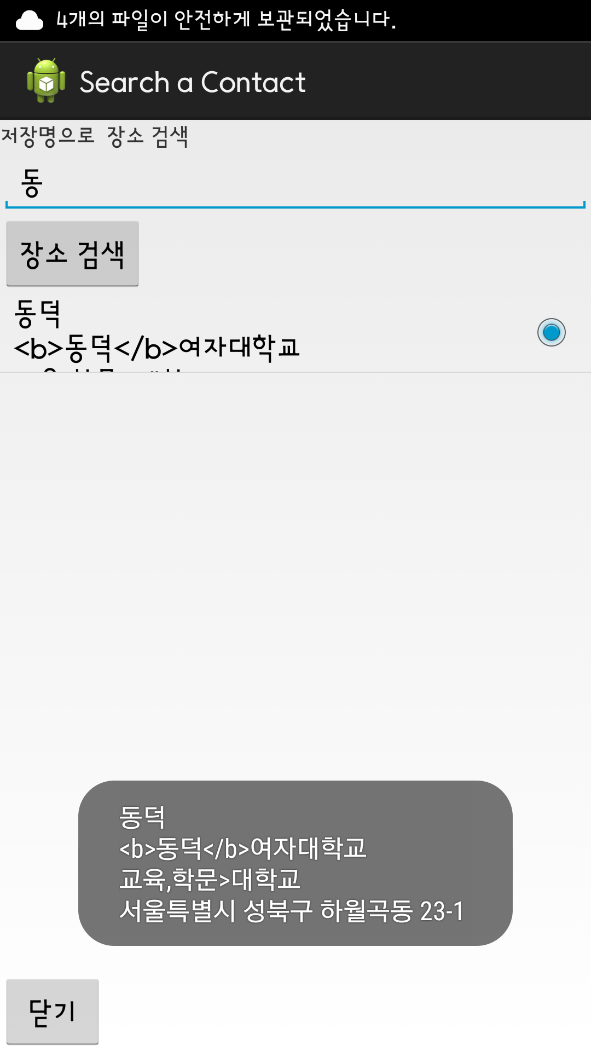 4개의 파일이 안전하게 보관되었습니다.
Search a Contact
저장명으로 장소 검색
동
장소 검색
동덕
<b>동덕</b>여자대학교
동덕
<b>동덕</b>여자대학교
교육,학문>대학교
서울특별시 성북구 하월곡동 23-1
닫기